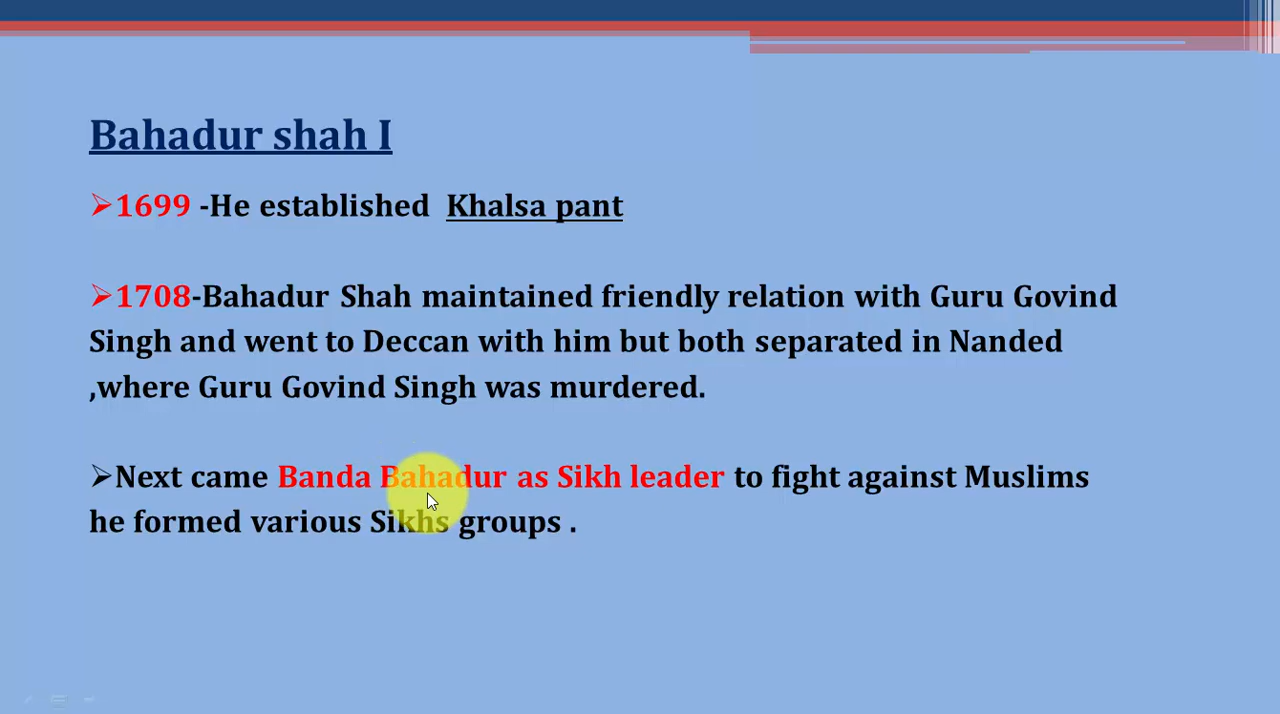 Bahadur shah I
➢1699 -He established Khalsa pant
➢1708-Bahadur Shah maintained friendly relation with Guru Govind
Singh and went to Deccan with him but both separated in Nanded
,where Guru Govind Singh was murdered.
➢Next came Banda Bahadur as Sikh leader to fight against Muslims
he formed various Sikhs groups .